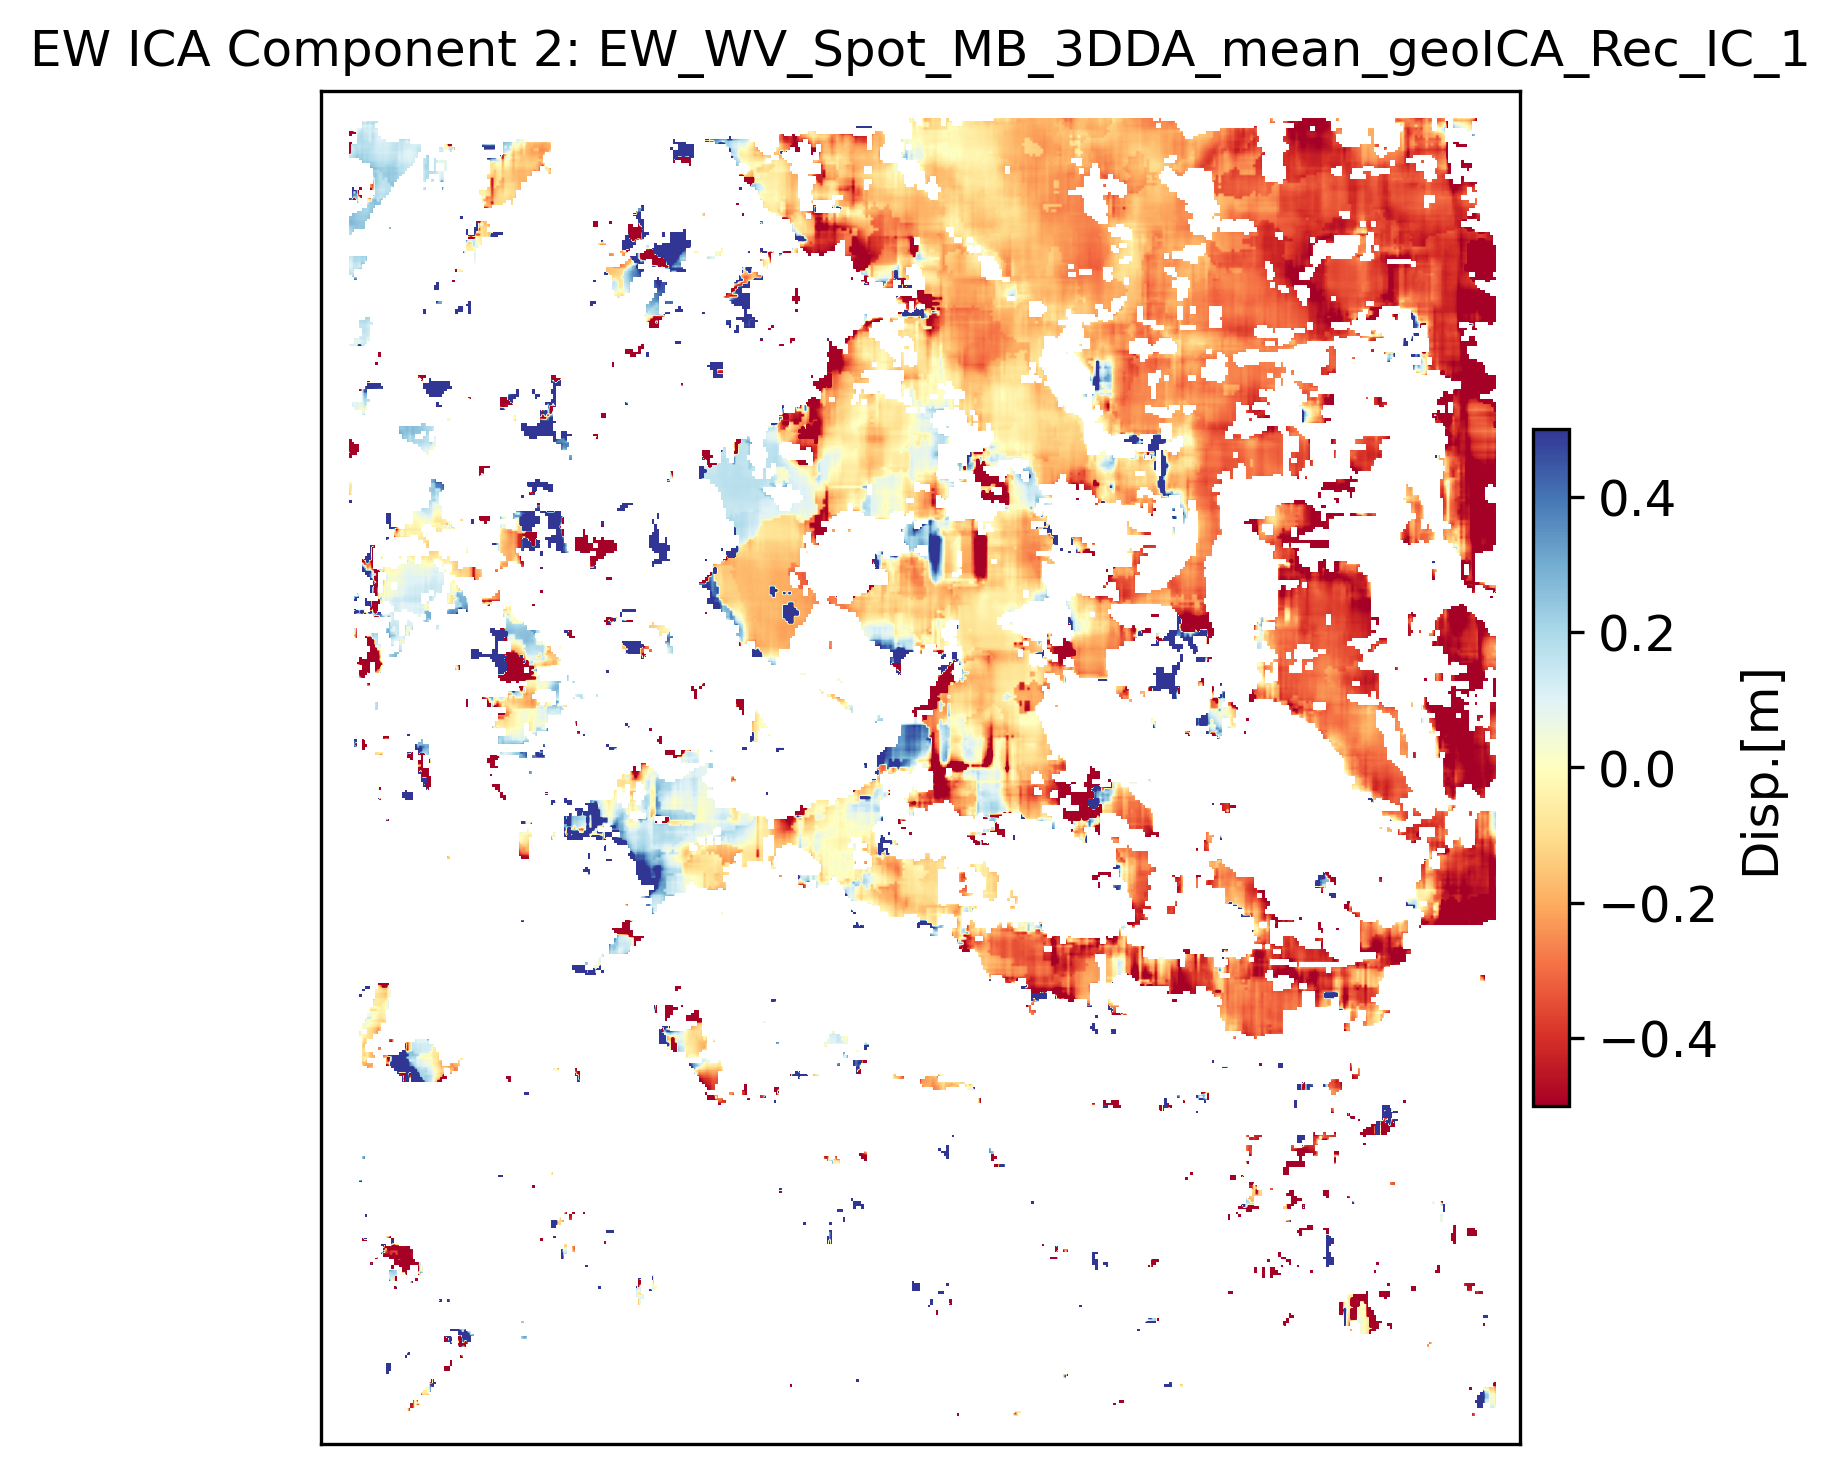 EW ICA Component 2: EW_WV_Spot_MB_3DDA_mean_geoICA_Rec_IC_1
0.4
0.2
0.0
−0.2
−0.4
Disp.[m]